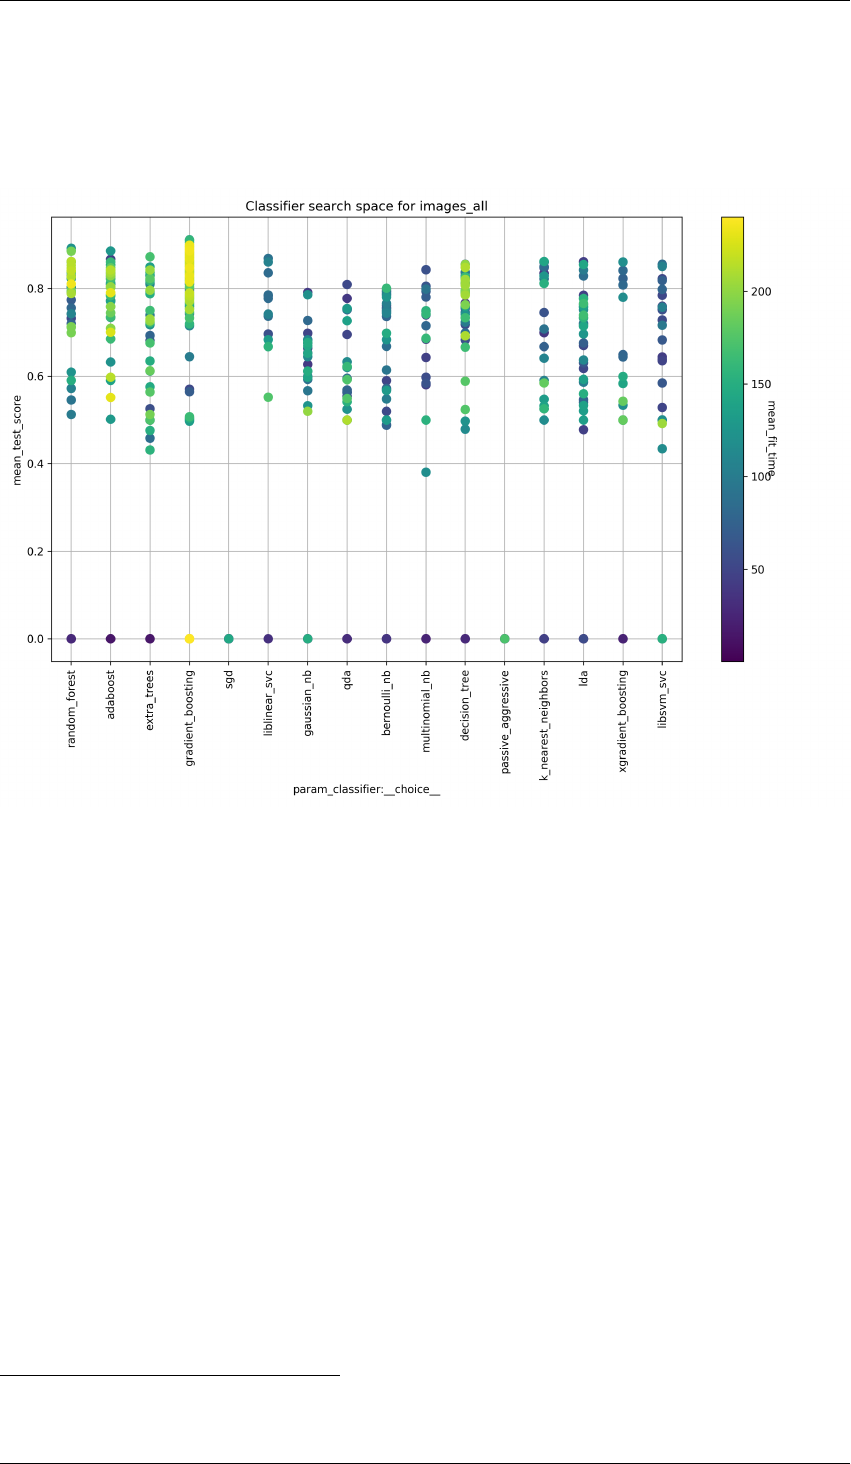 Classifier search space for images_all
mean_test_score
0.8
0.6
0.4
0.2
0.0
random_forest
adaboost
extra_trees
gradient_boosting
sgd
liblinear_svc
gaussian_nb
qda
bernoulli_nb
multinomial_nb
decision_tree
passive_aggressive
k_nearest_neighbors
lda
xgradient_boosting
libsvm_svc
param_classifier:__choice__
200
150
100
50
mean_fit_time